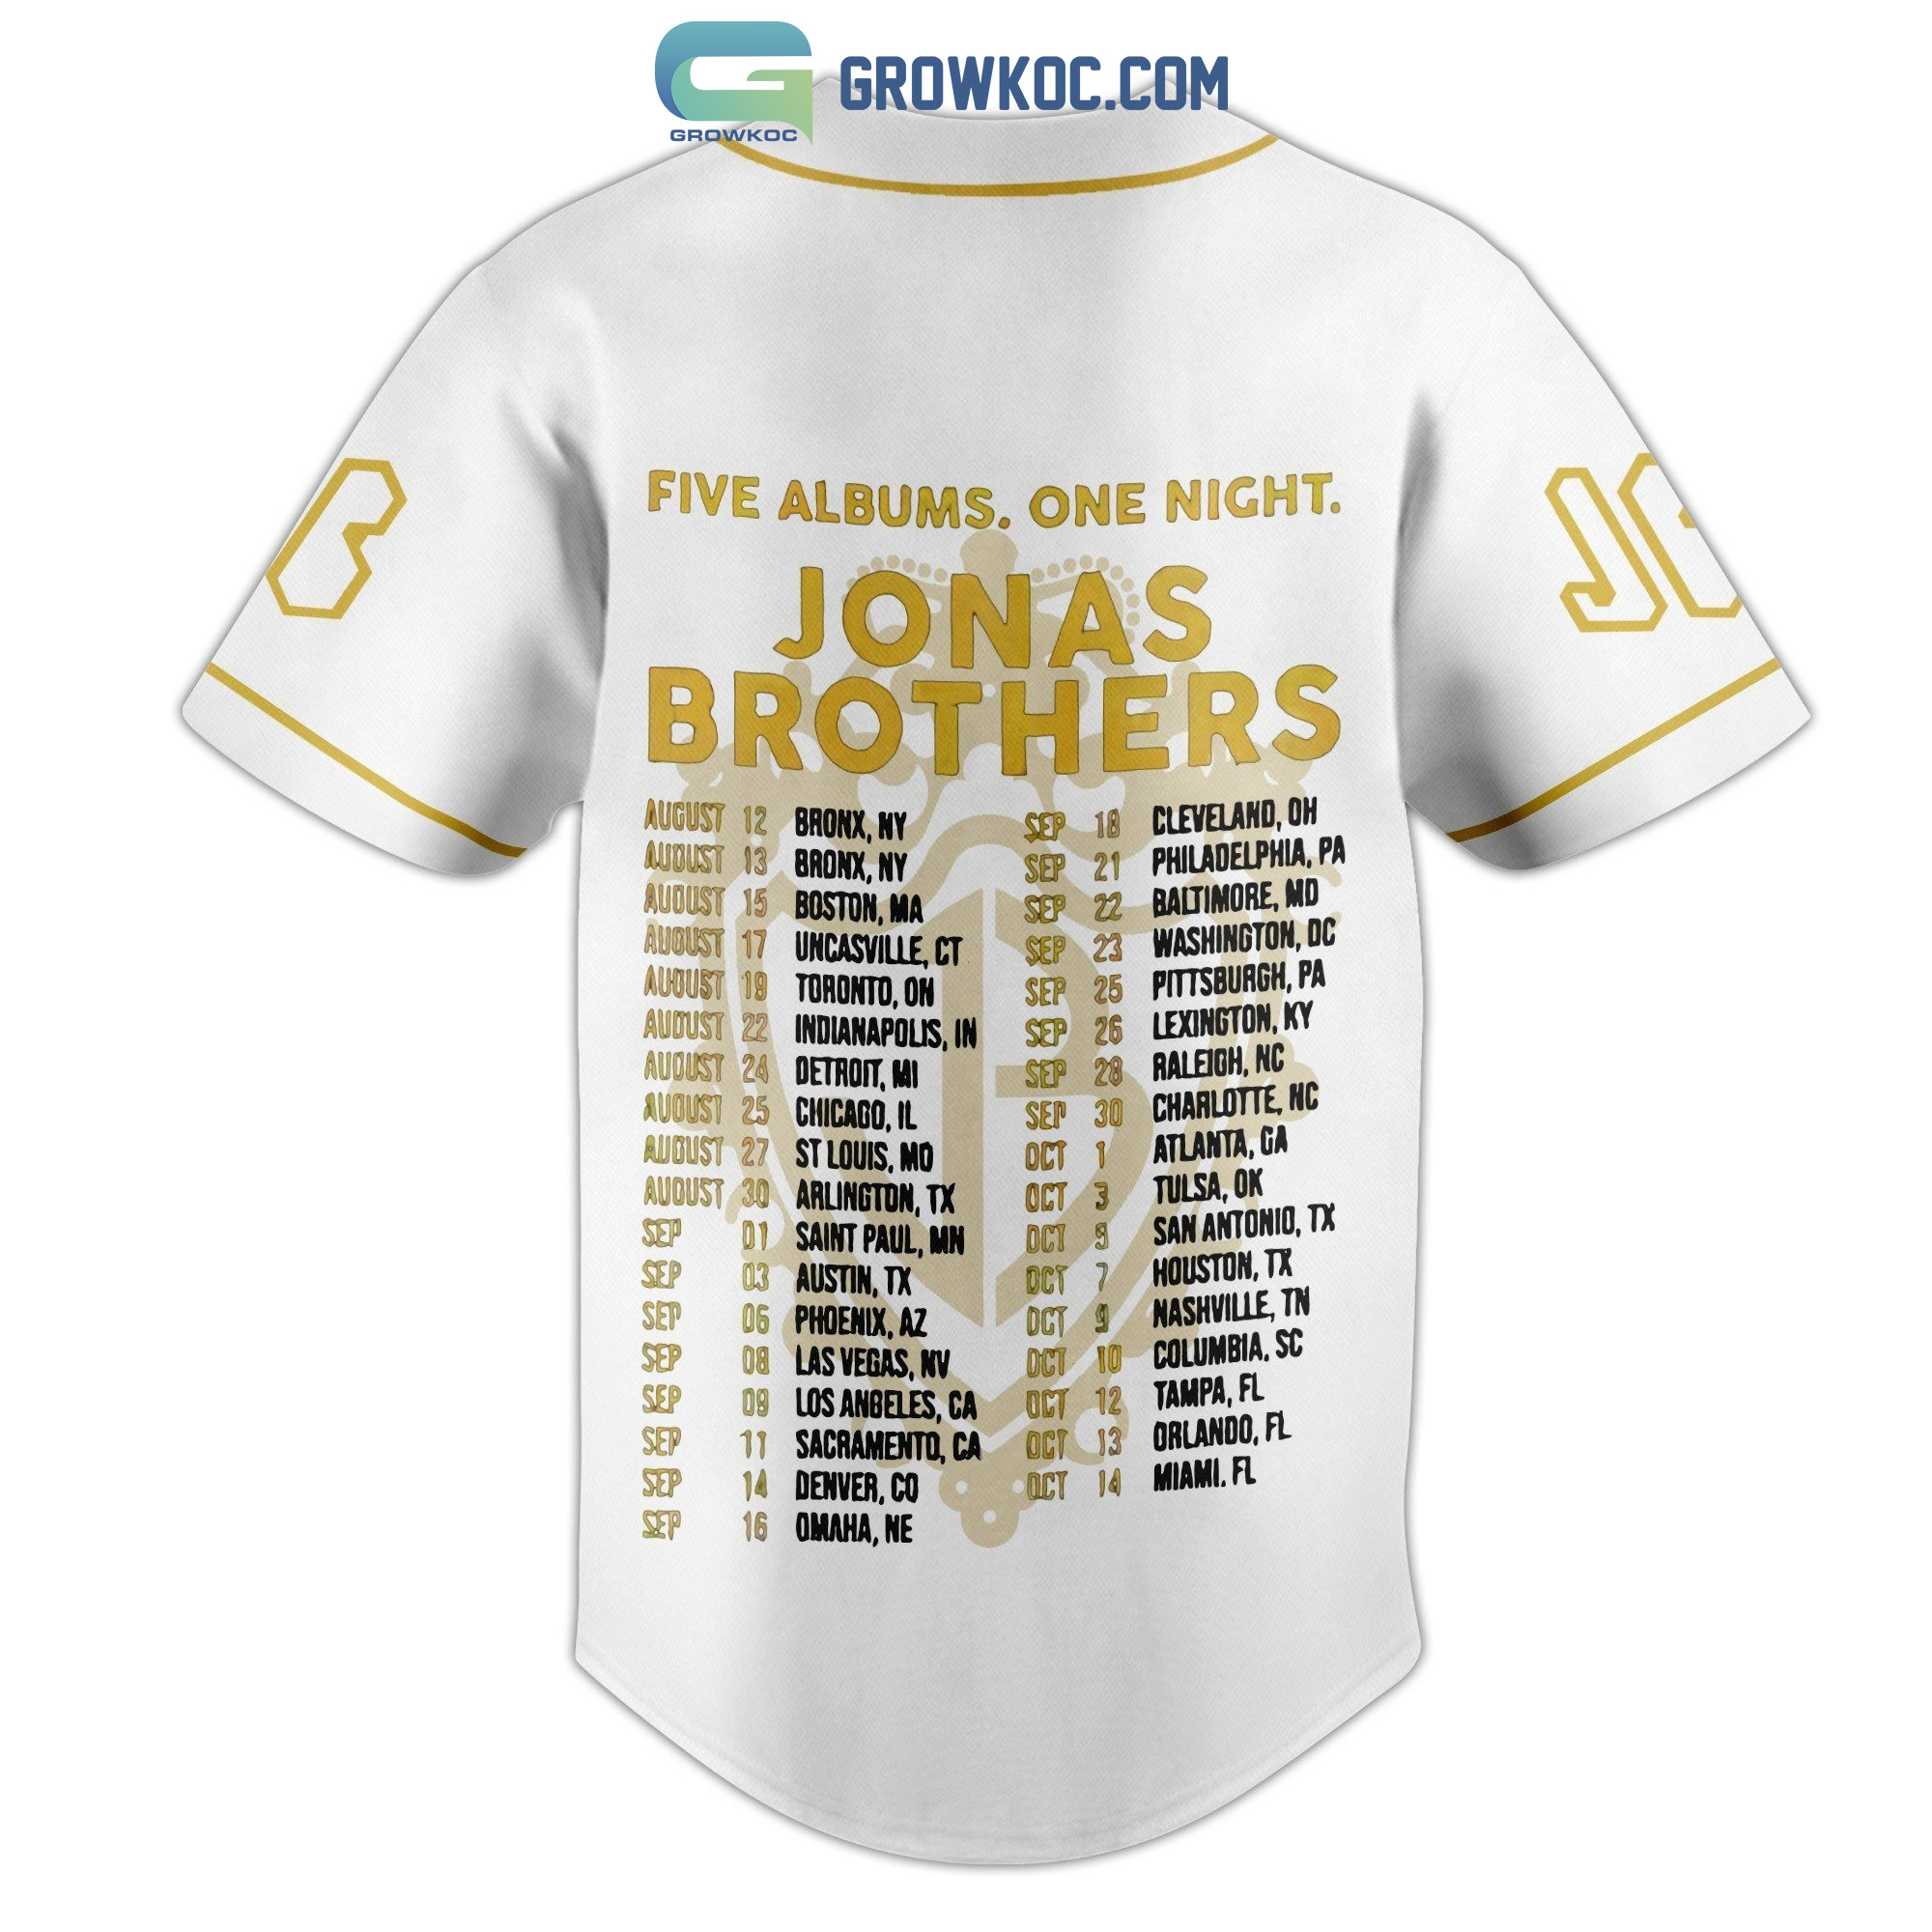 GROWKOC
GROWKOC.COM
FIVE ALBUMS. ONE NIGHT.
JONAS
BROTHERS
AUGUST 12 BRONX, NY
AUGUST 13 BRONX, NY
AUGUST 15 BOSTON, MA
AUGUST 17 UNCASVILLE, CT
AUGUST 19 TORONTO, ON
AUGUST 22 INDIANAPOLIS, IN
AUGUST 24 DETROIT, MI
AUGUST 25 CHICAGO, IL
AUGUST 27 ST LOUIS, MO
AUGUST 30 ARLINGTON, TX
SEP 01 SAINT PAUL, MN
SEP 03 AUSTIN, TX
SEP 06 PHOENIX, AZ
SEP 08 LAS VEGAS, NV
SEP 09 LOS ANGELES, CA
SEP 11 SACRAMENTO, CA
SEP 14 DENVER, CO
SEP 16 OMAHA, NE
SEP 18 CLEVELAND, OH
SEP 21 PHILADELPHIA, PA
SEP 22 BALTIMORE, MD
SEP 23 WASHINGTON, DC
SEP 25 PITTSBURGH, PA
SEP 26 LEXINGTON, KY
SEP 28 RALEIGH, NC
SEP 30 CHARLOTTE, NC
OCT 1 ATLANTA, GA
OCT 3 TULSA, OK
OCT SAN ANTONIO, TX
OCT 7 HOUSTON, TX
OCT 9 NASHVILLE, TN
OCT 10 COLUMBIA, SC
OCT 12 TAMPA, FL
OCT 13 ORLANDO, FL
OCT 14 MIAMI, FL